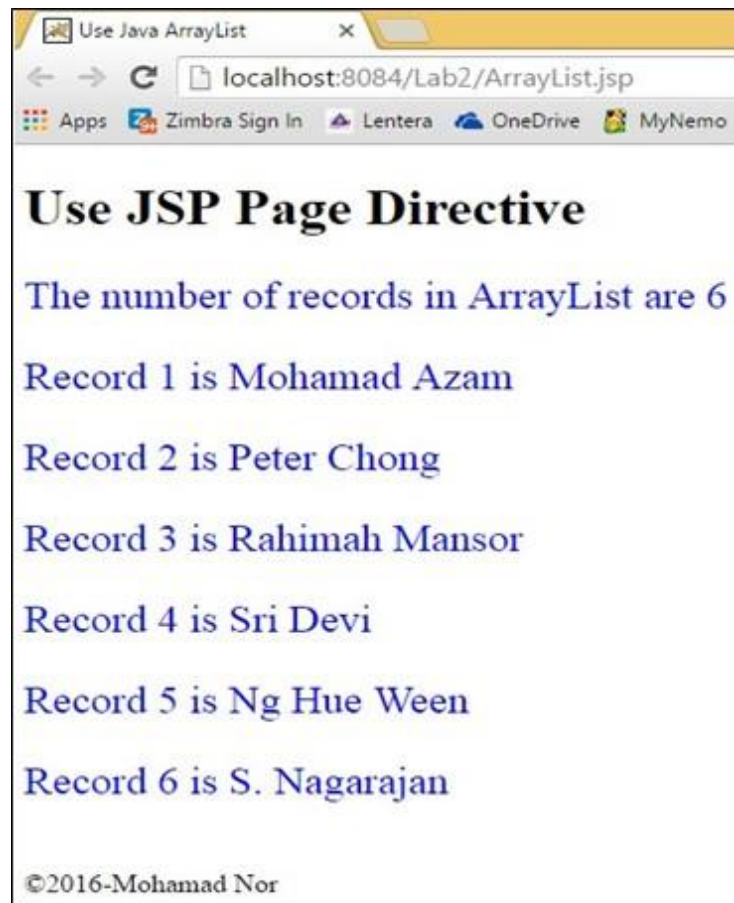 Use Java ArrayList
localhost:8084/Lab2/ArrayList.jsp
Apps Zimbra Sign In Lentera OneDrive MyNemo
Use JSP Page Directive
The number of records in ArrayList are 6
Record 1 is Mohamad Azam
Record 2 is Peter Chong
Record 3 is Rahimah Mansor
Record 4 is Sri Devi
Record 5 is Ng Hue Ween
Record 6 is S. Nagarajan
©2016-Mohamad Nor